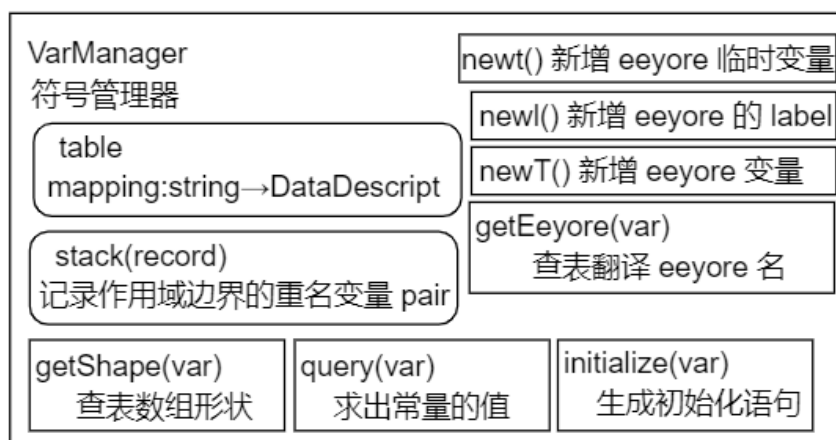 VarManager
符号管理器
table
mapping:string→DataDescript
stack(record)
记录作用域边界的重名变量 pair
newt() 新增 eeyore 临时变量
newl() 新增 eeyore 的 label
newT() 新增 eeyore 变量
getEeyore(var)
查表翻译 eeyore 名
getShape(var)
查表数组形状
query(var)
求出常量的值
initialize(var)
生成初始化语句